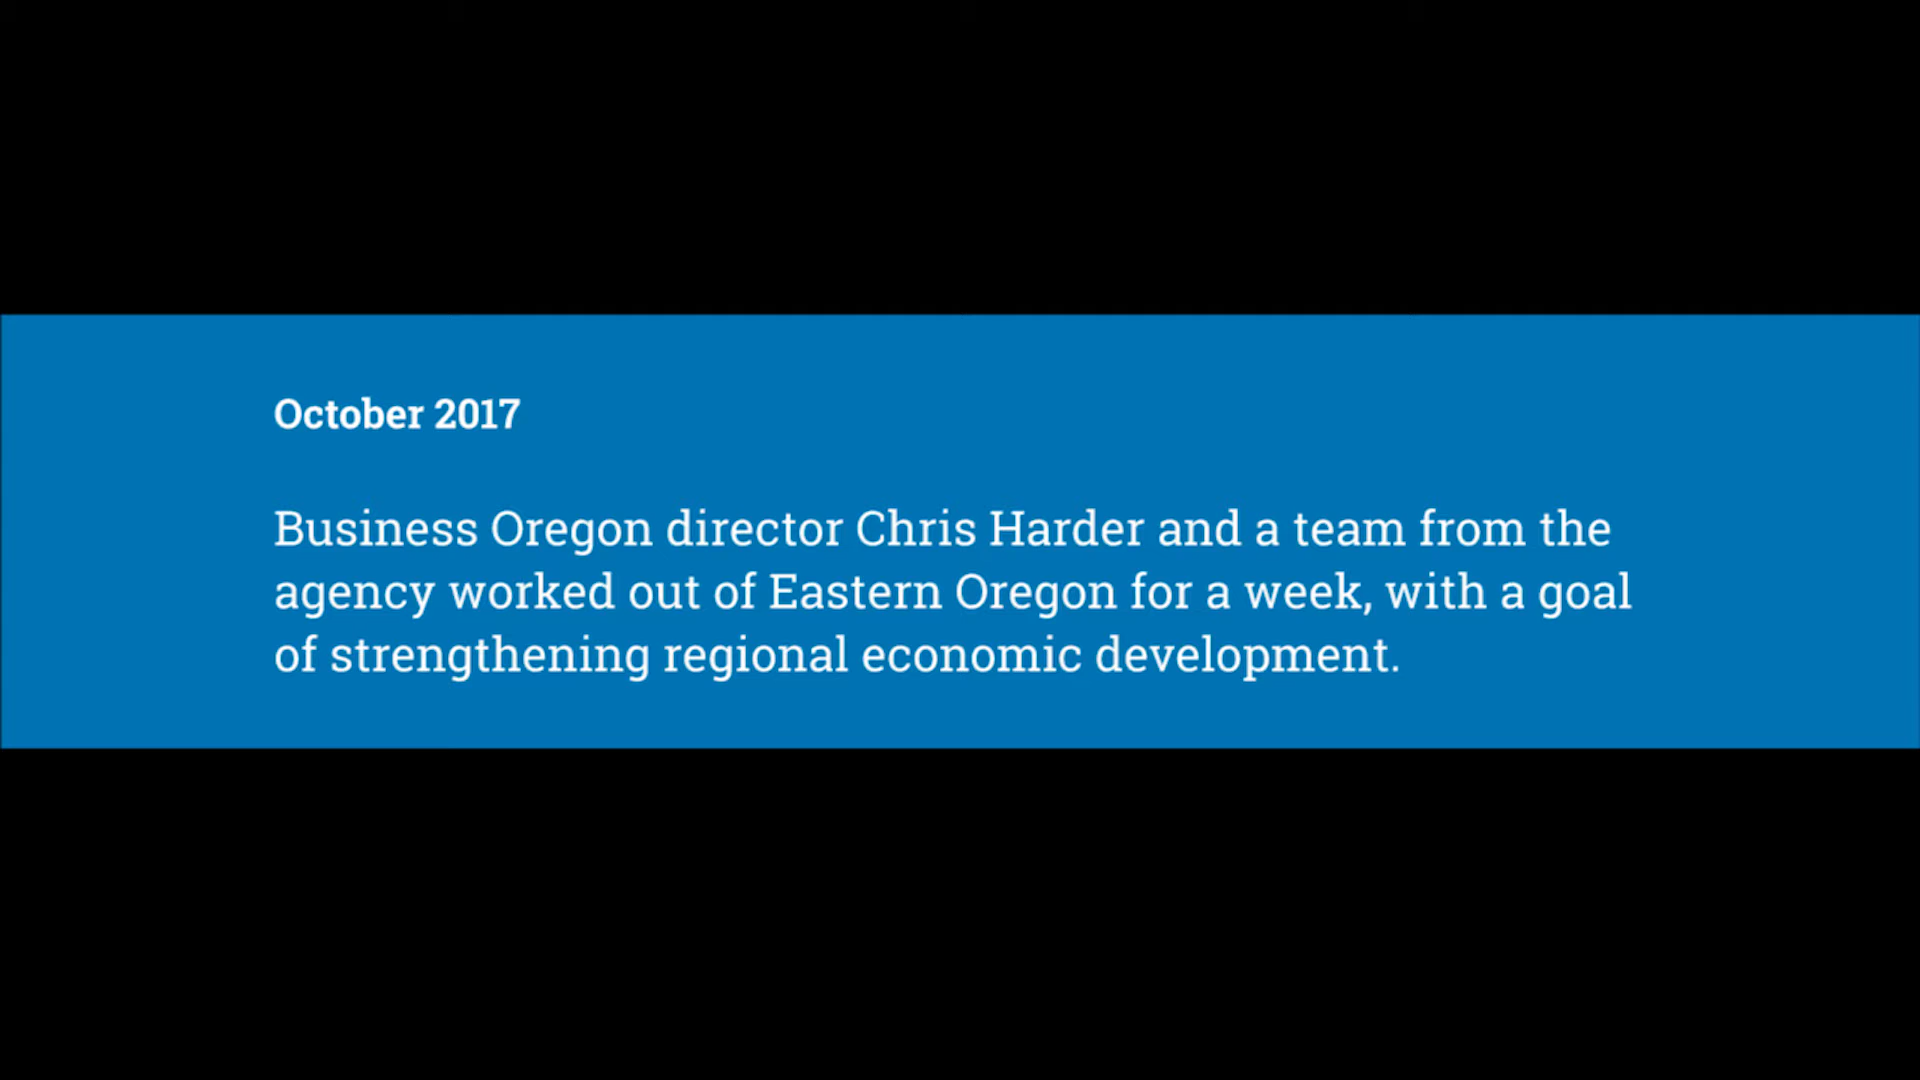 October 2017
Business Oregon director Chris Harder and a team from the
agency worked out of Eastern Oregon for a week, with a goal
of strengthening regional economic development.